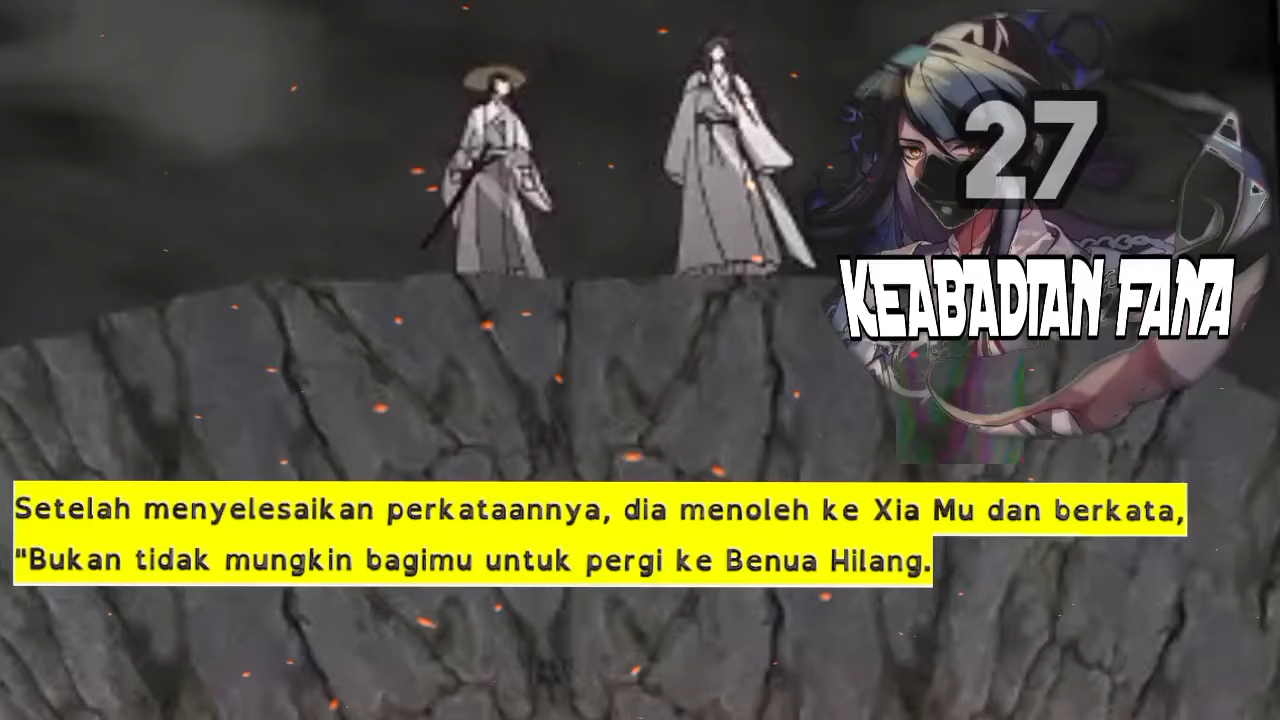 27
KEABADIAN FANA
Setelah menyelesaikan perkataannya, dia menoleh ke Xia Mu dan berkata,
"Bukan tidak mungkin bagimu untuk pergi ke Benua Hilang.